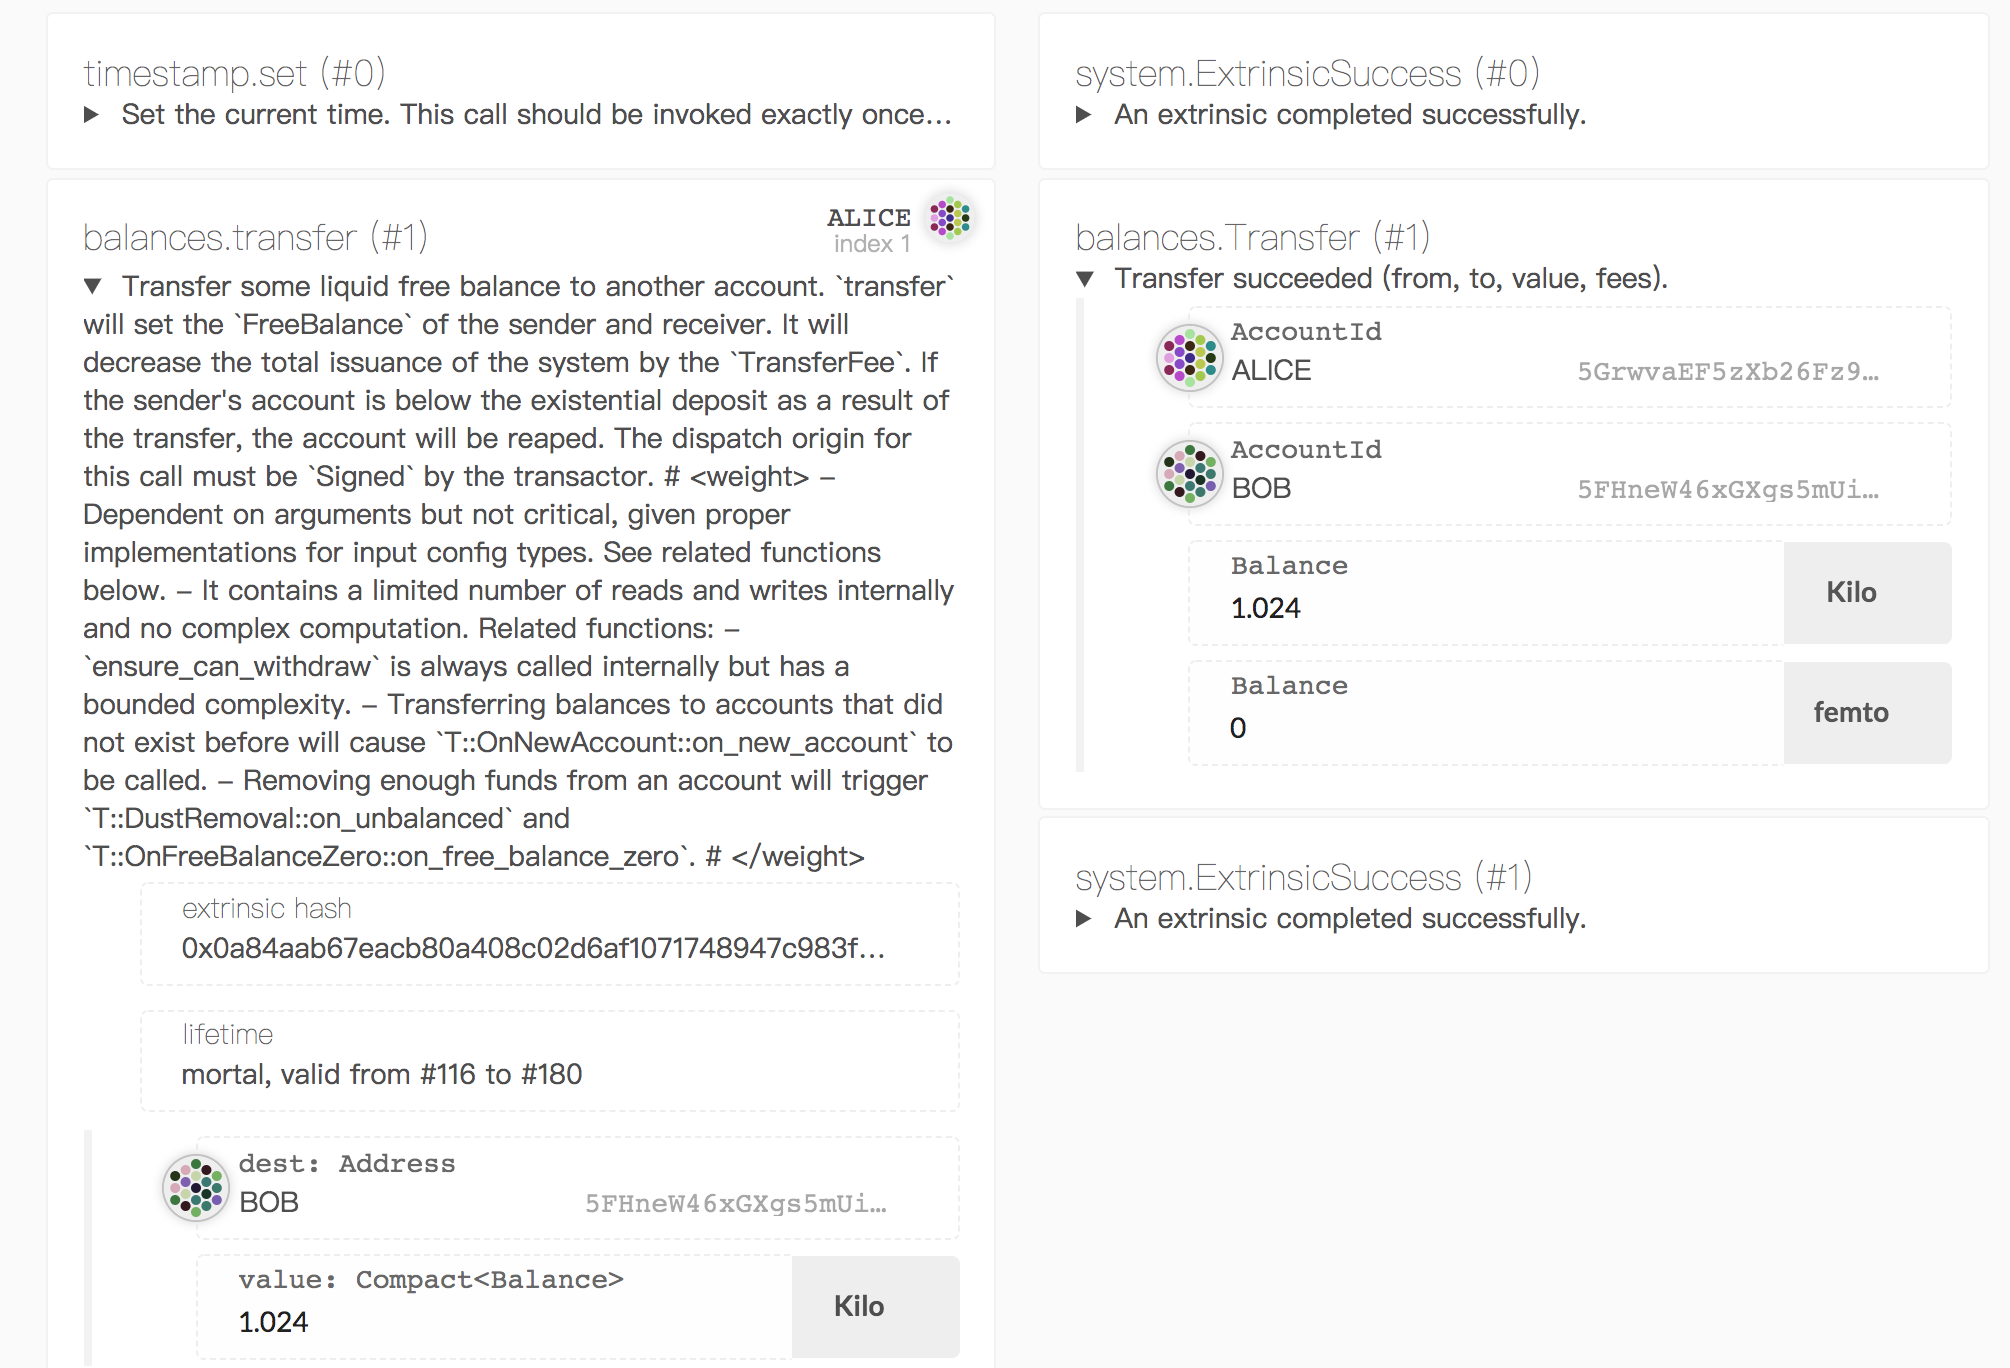 timestamp.set (#0)
Set the current time. This call should be invoked exactly once…
balances.transfer (#1)
ALICE
index 1
Transfer some liquid free balance to another account. `transfer`
will set the `FreeBalance` of the sender and receiver. It will
decrease the total issuance of the system by the `TransferFee`. If
the sender's account is below the existential deposit as a result of
the transfer, the account will be reaped. The dispatch origin for
this call must be `Signed` by the transactor. # <weight> –
Dependent on arguments but not critical, given proper
implementations for input config types. See related functions
below. – It contains a limited number of reads and writes internally
and no complex computation. Related functions: –
`ensure_can_withdraw` is always called internally but has a
bounded complexity. – Transferring balances to accounts that did
not exist before will cause `T::OnNewAccount::on_new_account` to
be called. – Removing enough funds from an account will trigger
`T::DustRemoval::on_unbalanced` and
`T::OnFreeBalanceZero::on_free_balance_zero`. # </weight>
extrinsic hash
0x0a84aab67eacb80a408c02d6af1071748947c983f…
lifetime
mortal, valid from #116 to #180
dest: Address
BOB
5FHneW46xGXgs5mUi…
value: Compact<Balance>
1.024
Kilo
system.ExtrinsicSuccess (#0)
An extrinsic completed successfully.
balances.Transfer (#1)
Transfer succeeded (from, to, value, fees).
AccountId
ALICE
5GrwvaEF5zXb26Fz9…
AccountId
BOB
5FHneW46xGXgs5mUi…
Balance
1.024
Kilo
Balance
0
femto
system.ExtrinsicSuccess (#1)
An extrinsic completed successfully.